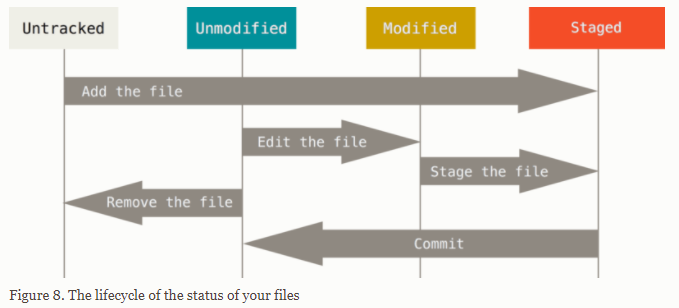 Untracked
Unmodified
Modified
Staged
Add the file
Edit the file
Stage the file
Remove the file
Commit
Figure 8. The lifecycle of the status of your files